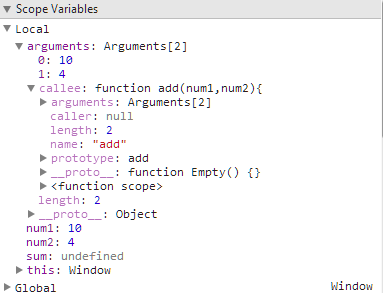 Scope Variables
Local
arguments: Arguments[2]
0: 10
1: 4
callee: function add(num1,num2){
arguments: Arguments[2]
caller: null
length: 2
name: "add"
prototype: add
__proto__: function Empty() {}
<function scope>
length: 2
__proto__: Object
num1: 10
num2: 4
sum: undefined
this: Window
Global Window